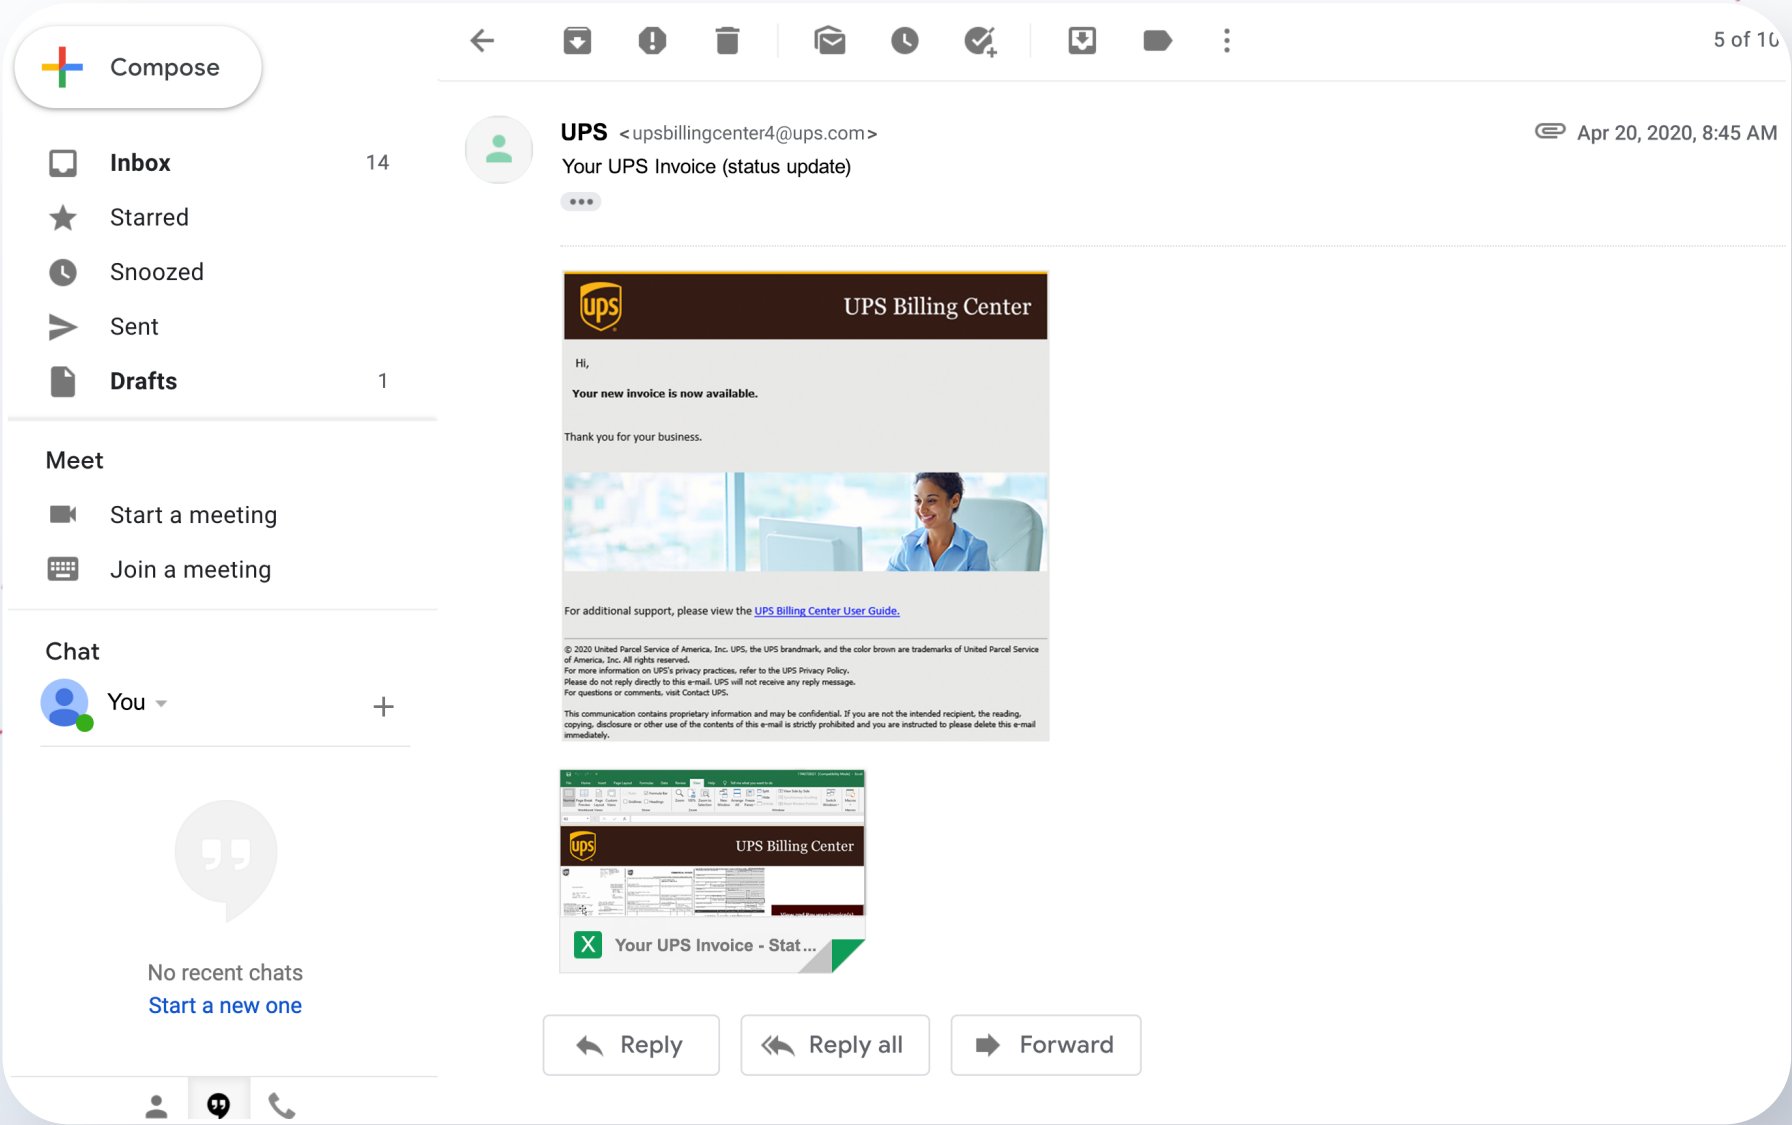 Compose
5 of 10
Inbox 14
Starred
Snoozed
Sent
Drafts 1
Meet
Start a meeting
Join a meeting
Chat
You
No recent chats
Start a new one
UPS <upsbillingcenter4@ups.com>
Apr 20, 2020, 8:45 AM
Your UPS Invoice (status update)
ups
UPS Billing Center
Hi,
Your new invoice is now available.
Thank you for your business.
For additional support, please view the UPS Billing Center User Guide.
© 2020 United Parcel Service of America, Inc. UPS, the UPS brandmark, and the color brown are trademarks of United Parcel Service
of America, Inc. All rights reserved.
For more information on UPS's privacy practices, refer to the UPS Privacy Policy.
Please do not reply directly to this e-mail. UPS will not receive any reply message.
For questions or comments, visit Contact UPS.
This communication contains proprietary information and may be confidential. If you are not the intended recipient, the reading,
copying, disclosure or other use of the contents of this e-mail is strictly prohibited and you are instructed to please delete this e-mail
immediately.
ups
UPS Billing Center
X Your UPS Invoice - Stat...
Reply
Reply all
Forward